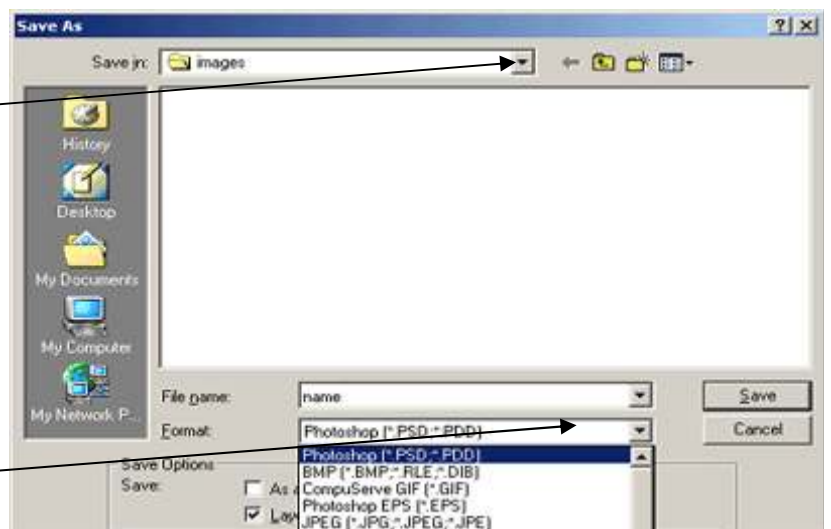 Save As
Save in: images
History
Desktop
My Documents
My Computer
My Network P...
File name: name Save
Format: Photoshop (*.PSD;*.PDD) Cancel
Photoshop (*.PSD;*.PDD)
Save Options
BMP (*.BMP;*.RLE;*.DIB)
Save: As a CompuServe GIF (*.GIF)
Photoshop EPS (*.EPS)
Lay JPEG (*.JPG;*.JPEG;*.JPE)